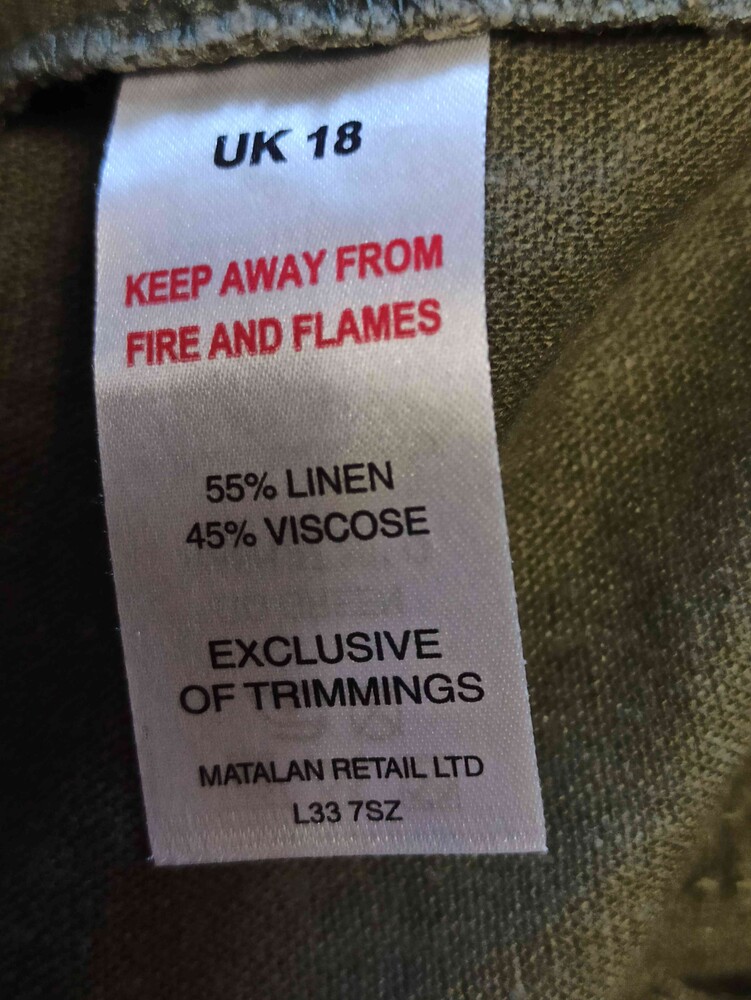 UK 18
KEEP AWAY FROM
FIRE AND FLAMES
55% LINEN
45% VISCOSE
EXCLUSIVE
OF TRIMMINGS
MATALAN RETAIL LTD
L33 7SZ